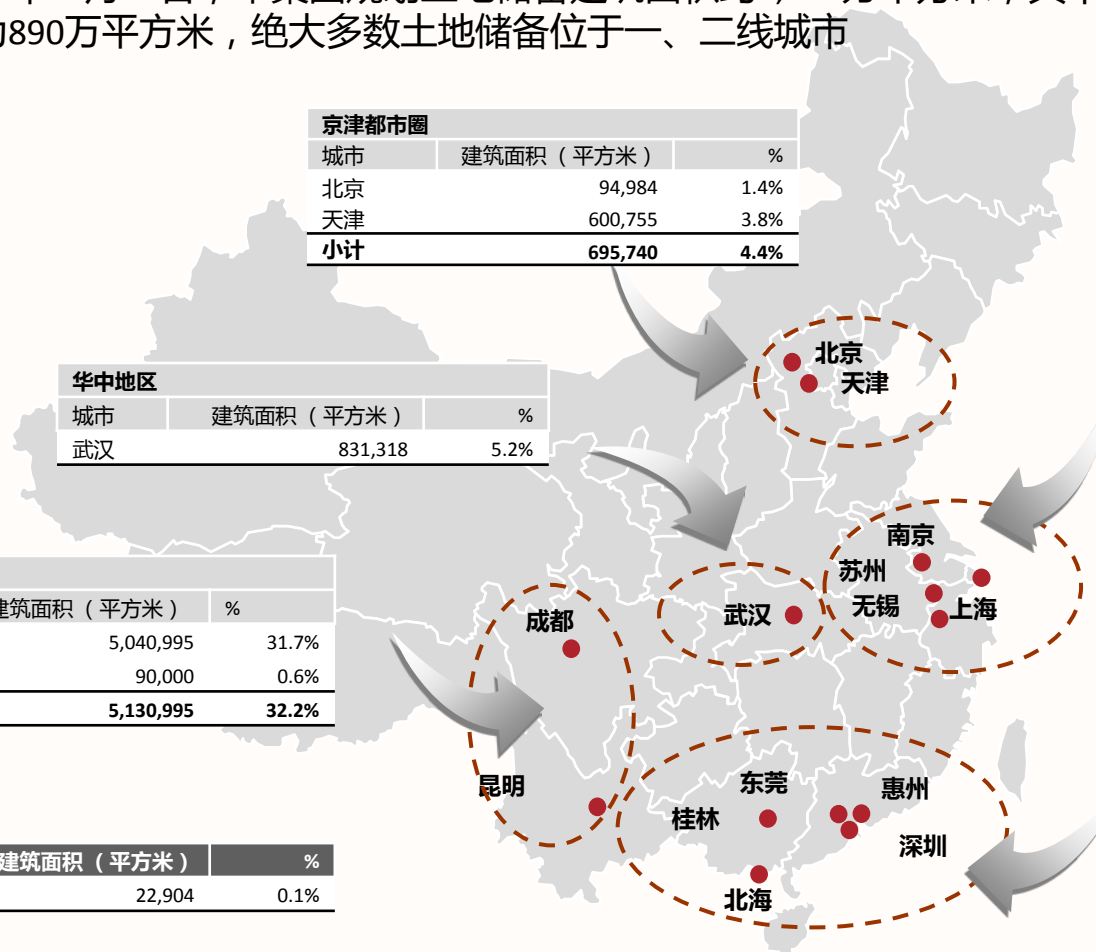 约890万平方米，绝大多数土地储备位于一、二线城市
京津都市圈
城市 建筑面积（平方米） %
北京 94,984 1.4%
天津 600,755 3.8%
小计 695,740 4.4%
华中地区
城市 建筑面积（平方米） %
武汉 831,318 5.2%
建筑面积（平方米） %
5,040,995 31.7%
90,000 0.6%
5,130,995 32.2%
建筑面积（平方米） %
22,904 0.1%
北京
天津
南京
苏州
无锡
上海
武汉
成都
昆明
东莞
惠州
桂林
深圳
北海